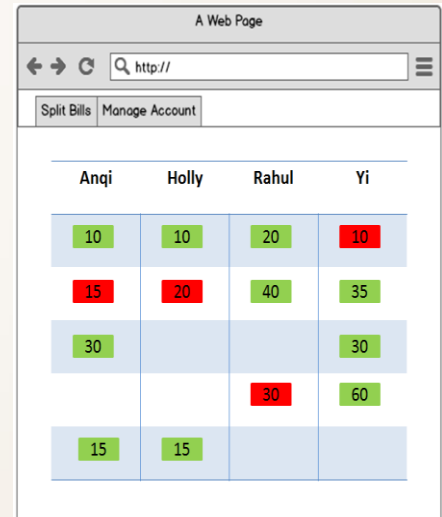 A Web Page
http://
Split Bills Manage Account
Anqi Holly Rahul Yi
10 10 20 10
15 20 40 35
30 30
30 60
15 15